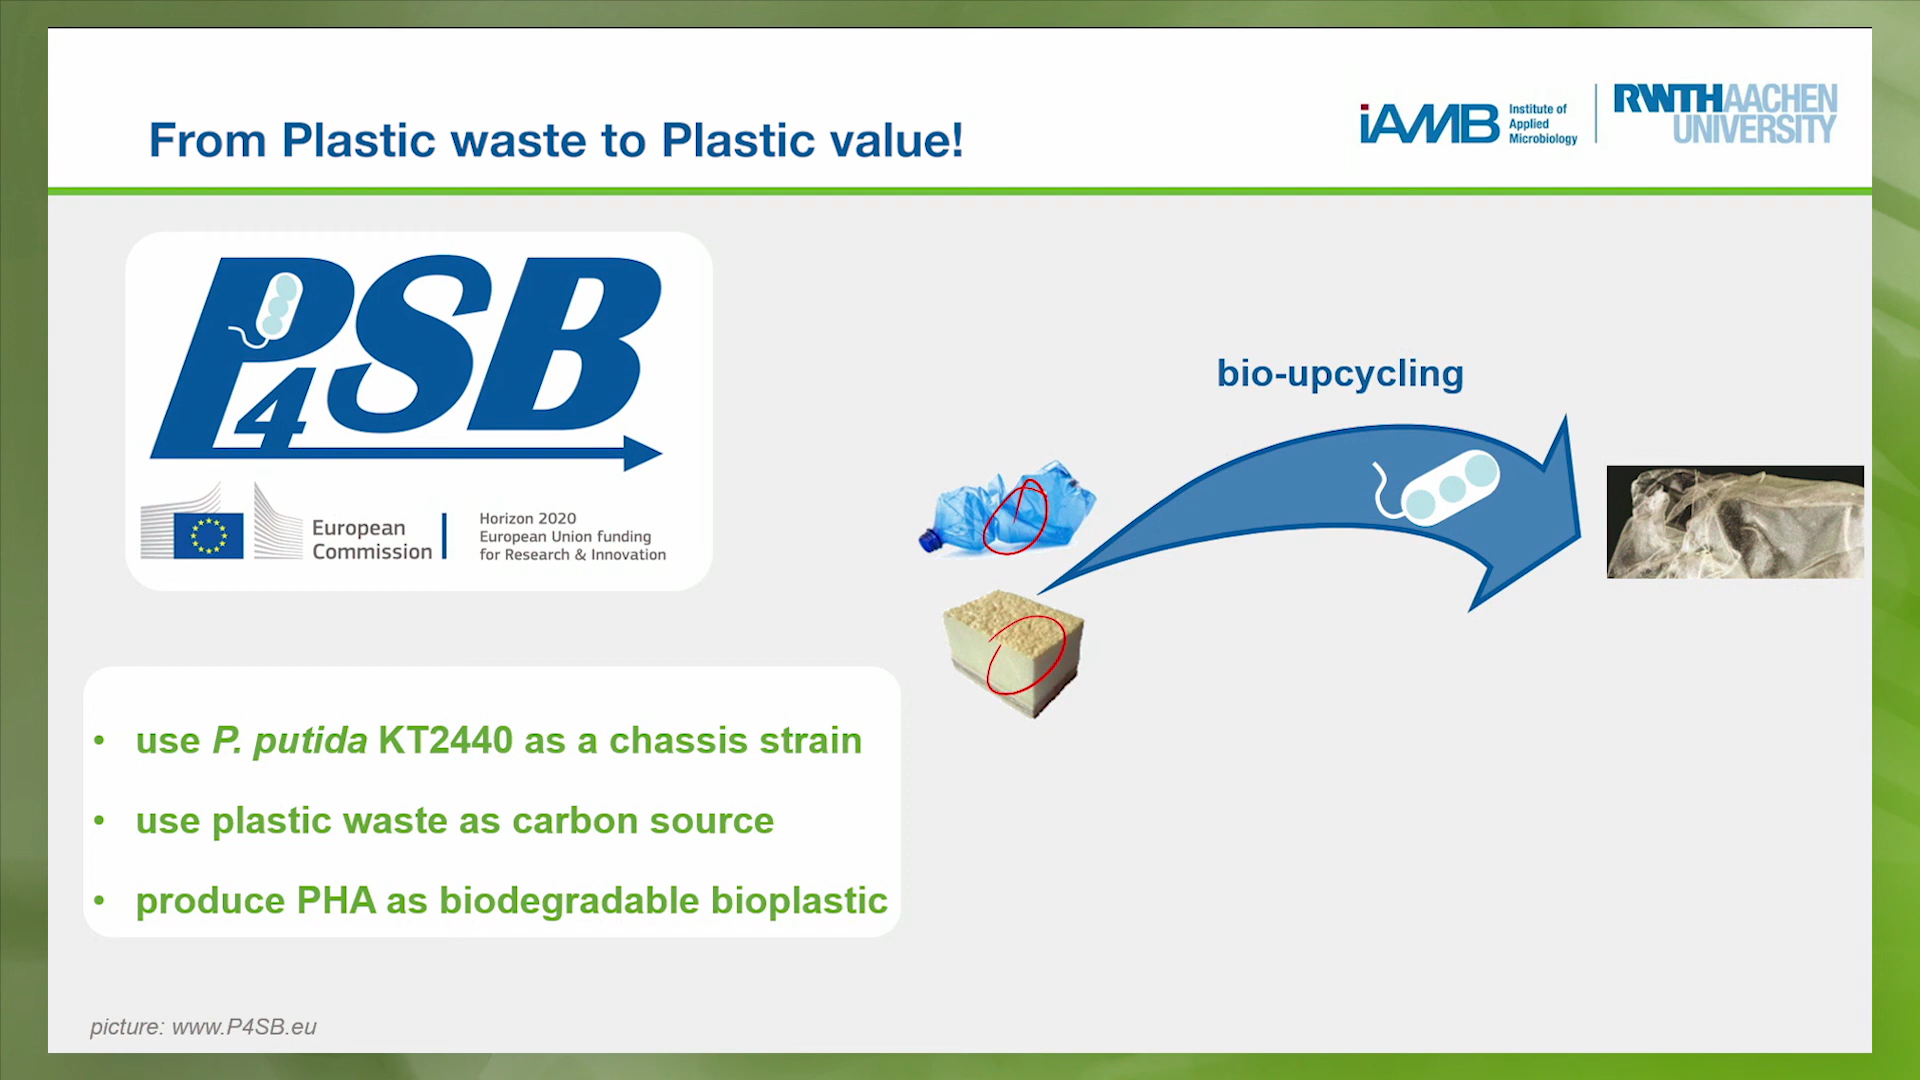 From Plastic waste to Plastic value!
iAMB
Institute of
Applied
Microbiology
RWTHAACHEN
UNIVERSITY
P4SB
European
Commission
Horizon 2020
European Union funding
for Research & Innovation
bio-upcycling
• use P. putida KT2440 as a chassis strain
• use plastic waste as carbon source
• produce PHA as biodegradable bioplastic
picture: www.P4SB.eu